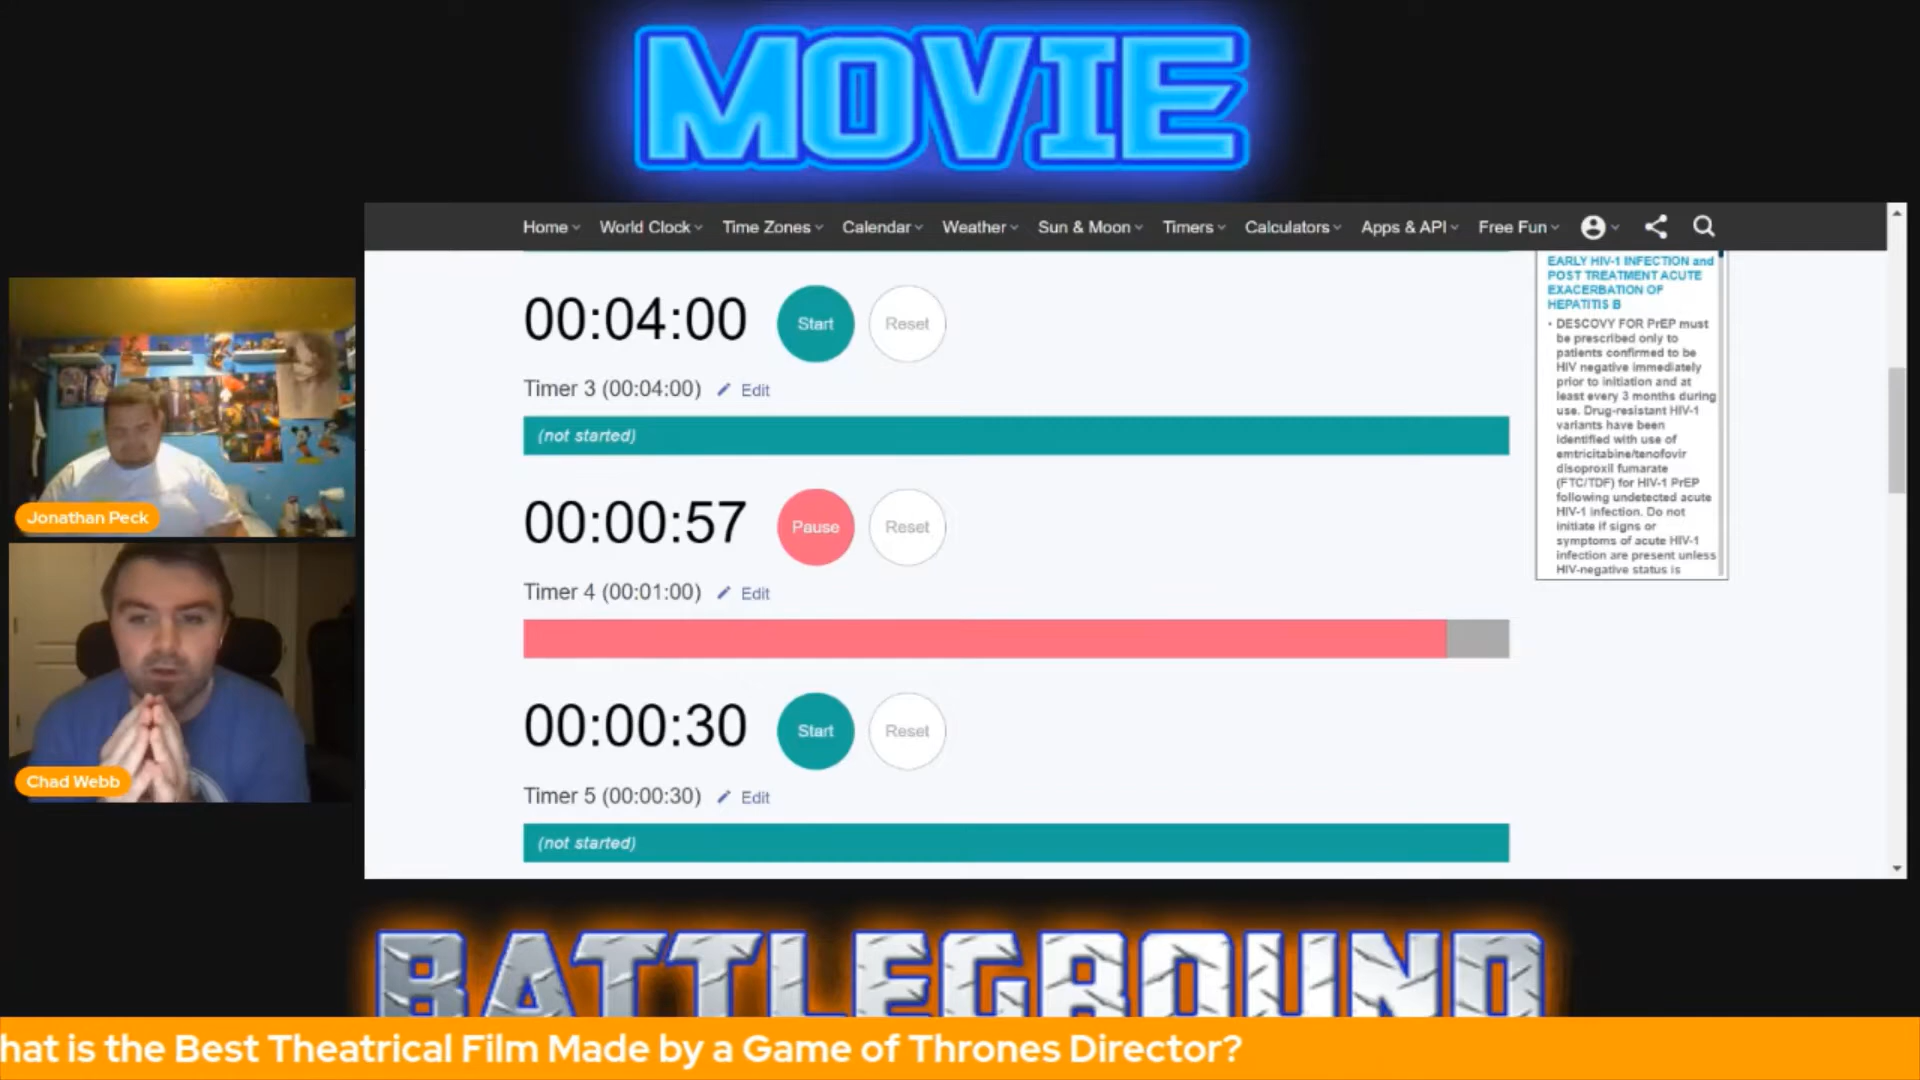 MOVIE
Home World Clock Time Zones Calendar Weather Sun & Moon Timers Calculators Apps & API Free Fun
00:04:00 Start Reset
Timer 3 (00:04:00) Edit
(not started)
00:00:57 Pause Reset
Timer 4 (00:01:00) Edit
00:00:30 Start Reset
Timer 5 (00:00:30) Edit
(not started)
EARLY HIV-1 INFECTION and
POST TREATMENT ACUTE
EXACERBATION OF
HEPATITIS B
• DESCOVY FOR PrEP must
be prescribed only to
patients confirmed to be
HIV negative immediately
prior to initiation and at
least every 3 months during
use. Drug-resistant HIV-1
variants have been
identified with use of
emtricitabine/tenofovir
disoproxil fumarate
(FTC/TDF) for HIV-1 PrEP
following undetected acute
HIV-1 infection. Do not
initiate if signs or
symptoms of acute HIV-1
infection are present unless
HIV-negative status is
Jonathan Peck
Chad Webb
BATTLEGROUND
hat is the Best Theatrical Film Made by a Game of Thrones Director?